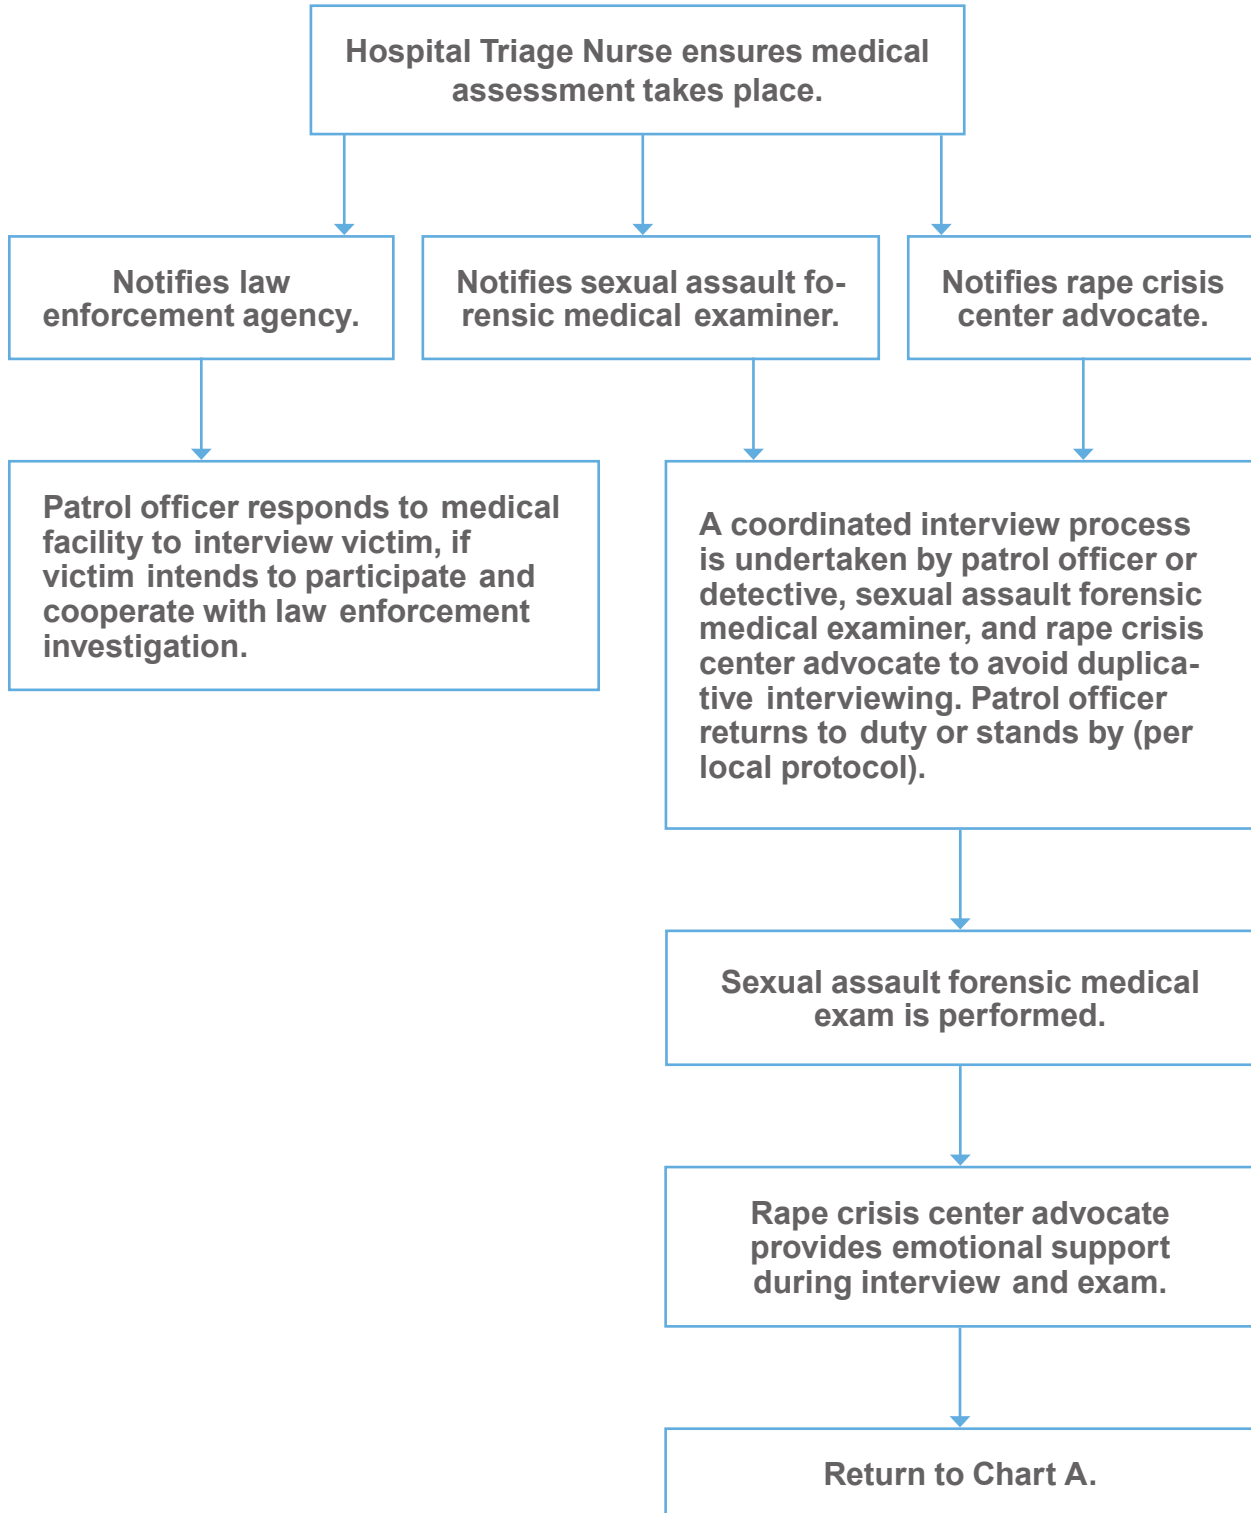 Hospital Triage Nurse ensures medical
assessment takes place.
Notifies law
enforcement agency.
Notifies sexual assault fo-
rensic medical examiner.
Notifies rape crisis
center advocate.
Patrol officer responds to medical
facility to interview victim, if
victim intends to participate and
cooperate with law enforcement
investigation.
A coordinated interview process
is undertaken by patrol officer or
detective, sexual assault forensic
medical examiner, and rape crisis
center advocate to avoid duplica-
tive interviewing. Patrol officer
returns to duty or stands by (per
local protocol).
Sexual assault forensic medical
exam is performed.
Rape crisis center advocate
provides emotional support
during interview and exam.
Return to Chart A.